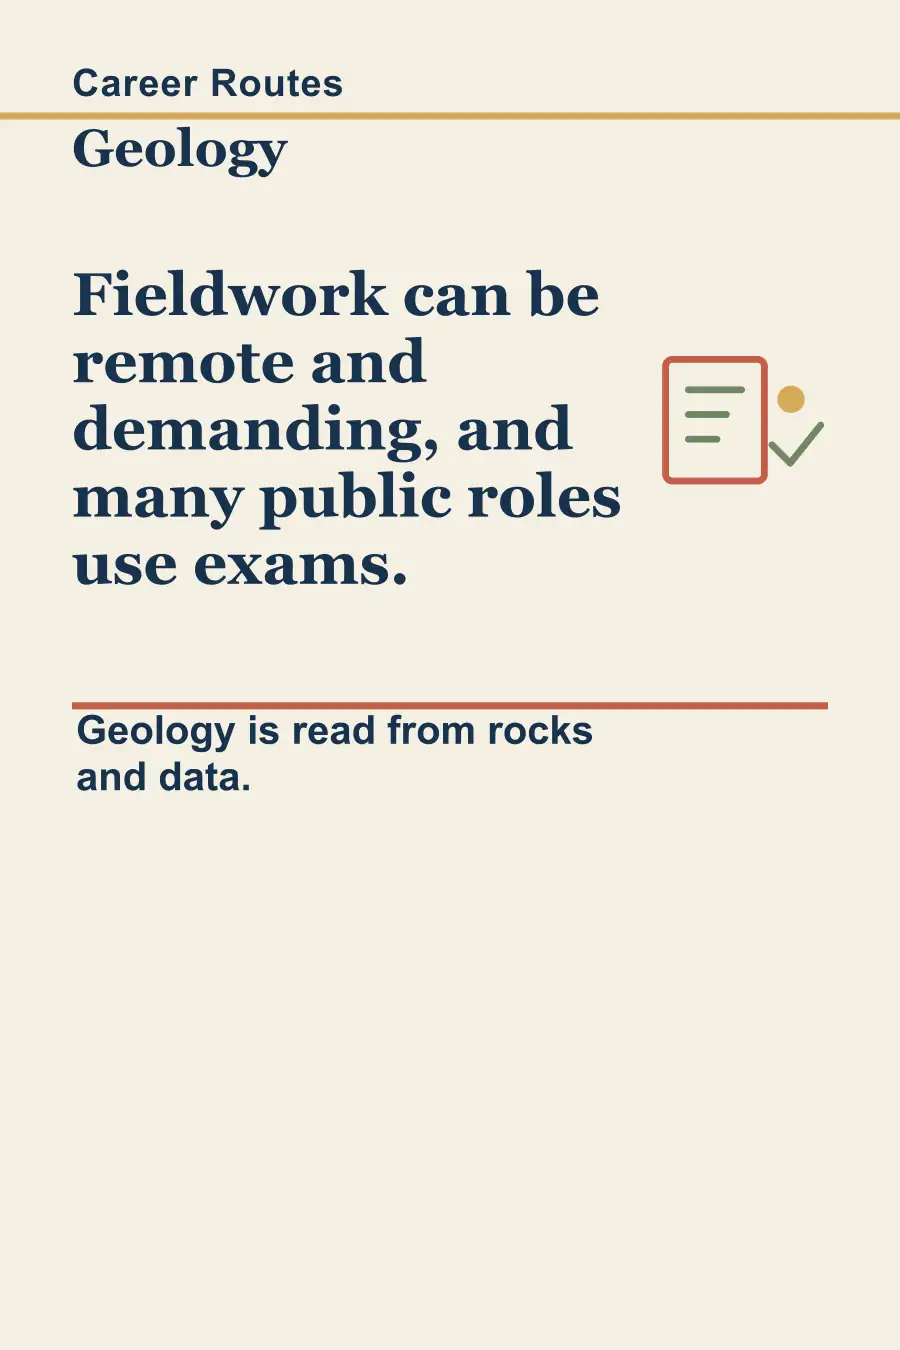 Career Routes
Geology
Fieldwork can be
remote and
demanding, and
many public roles
use exams.
Geology is read from rocks
and data.